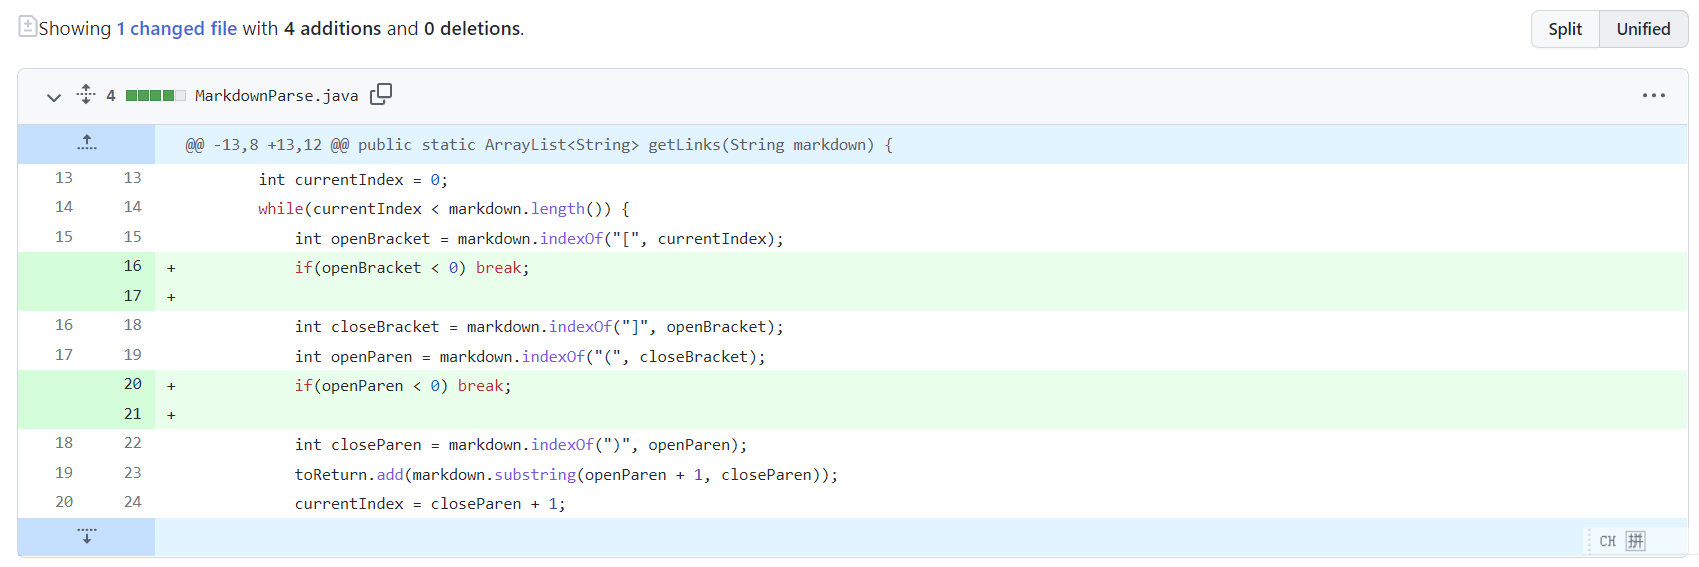 Showing 1 changed file with 4 additions and 0 deletions.
Split Unified
4 MarkdownParse.java
@@ -13,8 +13,12 @@ public static ArrayList<String> getLinks(String markdown) {
13 13 int currentIndex = 0;
14 14 while(currentIndex < markdown.length()) {
15 15 int openBracket = markdown.indexOf("[", currentIndex);
16 + if(openBracket < 0) break;
17 +
16 18 int closeBracket = markdown.indexOf("]", openBracket);
17 19 int openParen = markdown.indexOf("(", closeBracket);
20 + if(openParen < 0) break;
21 +
18 22 int closeParen = markdown.indexOf(")", openParen);
19 23 toReturn.add(markdown.substring(openParen + 1, closeParen));
20 24 currentIndex = closeParen + 1;
CH 拼